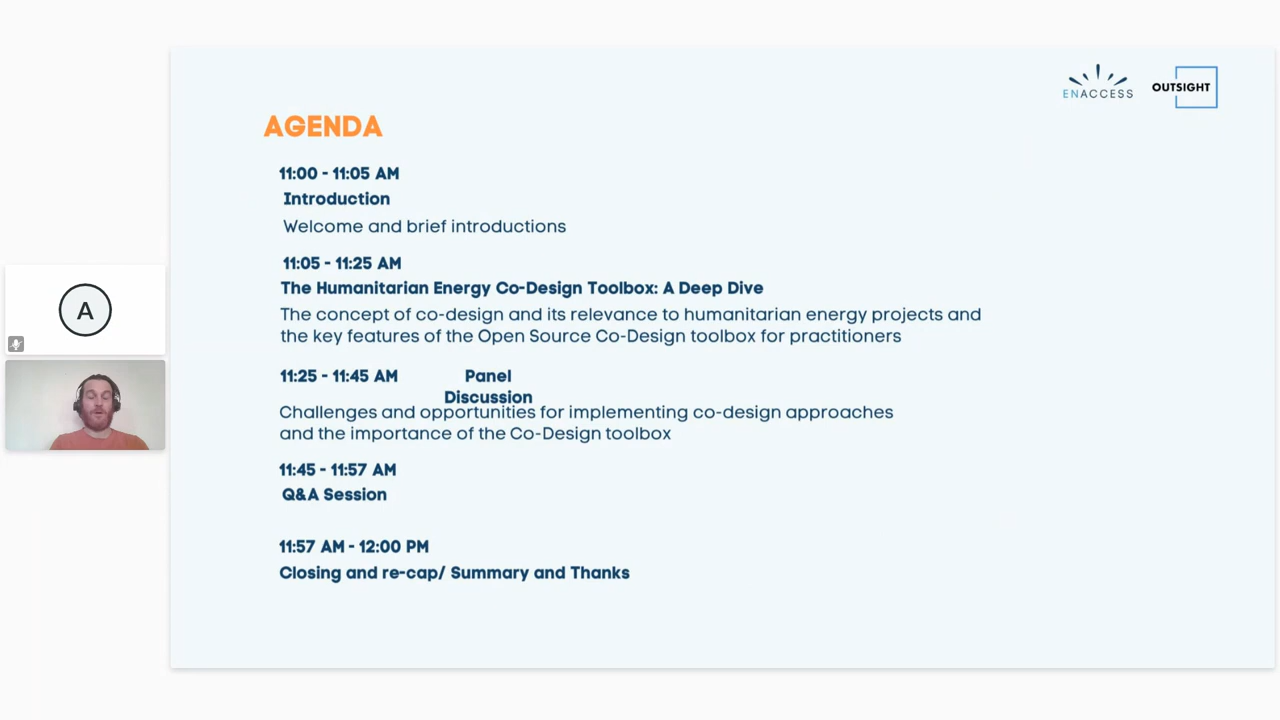 ENACCESS
OUTSIGHT
AGENDA
11:00 - 11:05 AM
Introduction
Welcome and brief introductions
11:05 - 11:25 AM
The Humanitarian Energy Co-Design Toolbox: A Deep Dive
The concept of co-design and its relevance to humanitarian energy projects and
the key features of the Open Source Co-Design toolbox for practitioners
11:25 - 11:45 AM
Panel
Discussion
Challenges and opportunities for implementing co-design approaches
and the importance of the Co-Design toolbox
11:45 - 11:57 AM
Q&A Session
11:57 AM - 12:00 PM
Closing and re-cap/ Summary and Thanks
A